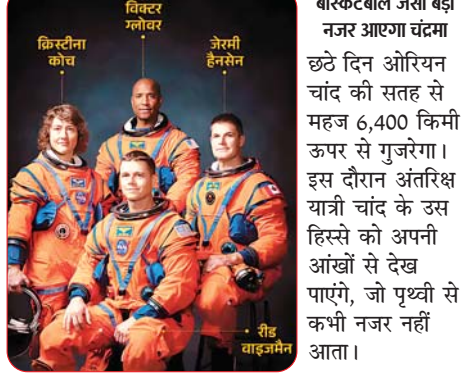 विक्टर
ग्लोवर
क्रिस्टीना
कोच
जेरमी
हैनसेन
रीड
वाइजमैन
बास्केटबॉल जैसा बड़ा
नजर आएगा चंद्रमा
छठे दिन ओरियन
चांद की सतह से
महज 6,400 किमी
ऊपर से गुजरेगा।
इस दौरान अंतरिक्ष
यात्री चांद के उस
हिस्से को अपनी
आंखों से देख
पाएंगे, जो पृथ्वी से
कभी नजर नहीं
आता।